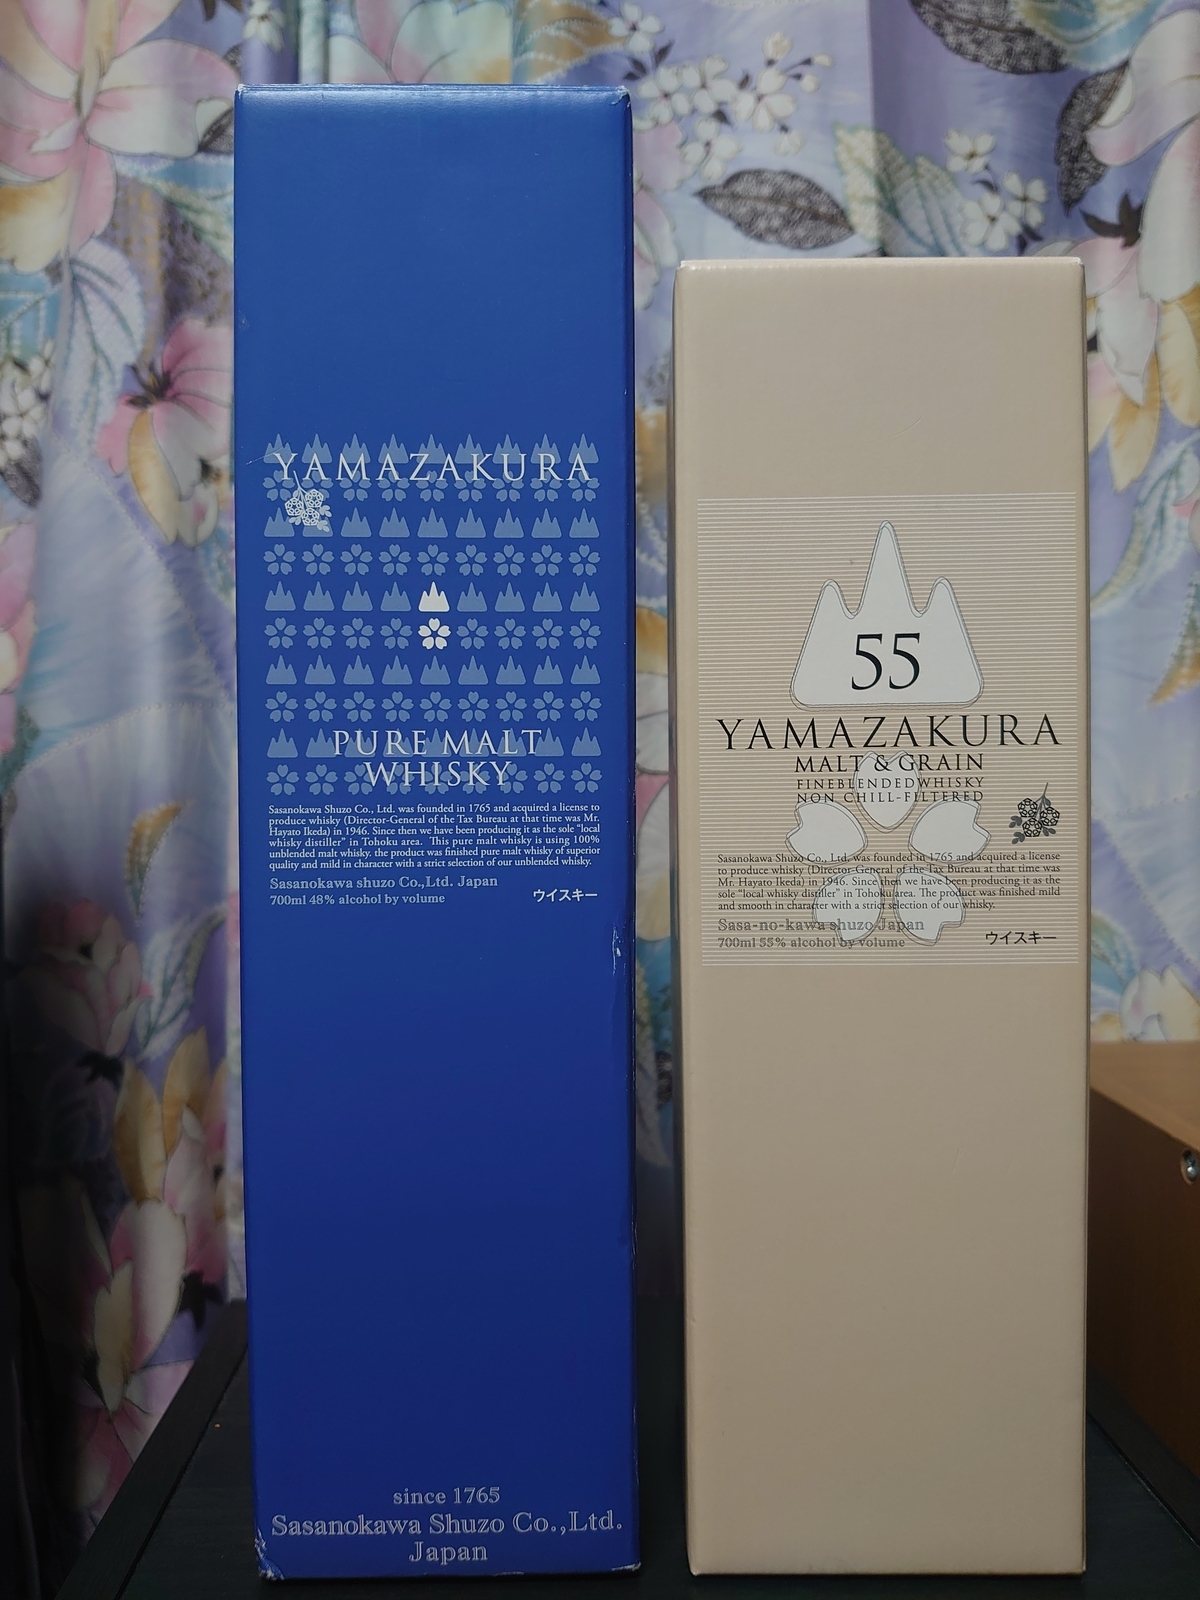 YAMAZAKURA
PURE MALT
WHISKY
Sasanokawa Shuzo Co., Ltd. was founded in 1765 and acquired a license to
produce whisky (Director-General of the Tax Bureau at that time was Mr.
Hayato Ikeda) in 1946. Since then we have been producing it as the sole "local
whisky distiller" in Tohoku area. This pure malt whisky is using 100%
unblended malt whisky. the product was finished pure malt whisky of superior
quality and mild in character with a strict selection of our unblended whisky.
Sasanokawa shuzo Co.,Ltd. Japan
700ml 48% alcohol by volume
ウイスキー
since 1765
Sasanokawa Shuzo Co.,Ltd.
Japan
55
YAMAZAKURA
MALT & GRAIN
FINEBLENDEDWHISKY
NON CHILL-FILTERED
Sasanokawa Shuzo Co., Ltd. was founded in 1765 and acquired a license
to produce whisky (Director-General of the Tax Bureau at that time was
Mr. Hayato Ikeda) in 1946. Since then we have been producing it as the
sole "local whisky distiller" in Tohoku area. The product was finished mild
and smooth in character with a strict selection of our whisky.
Sasa-no-kawa shuzo Japan
700ml 55% alcohol by volume
ウイスキー